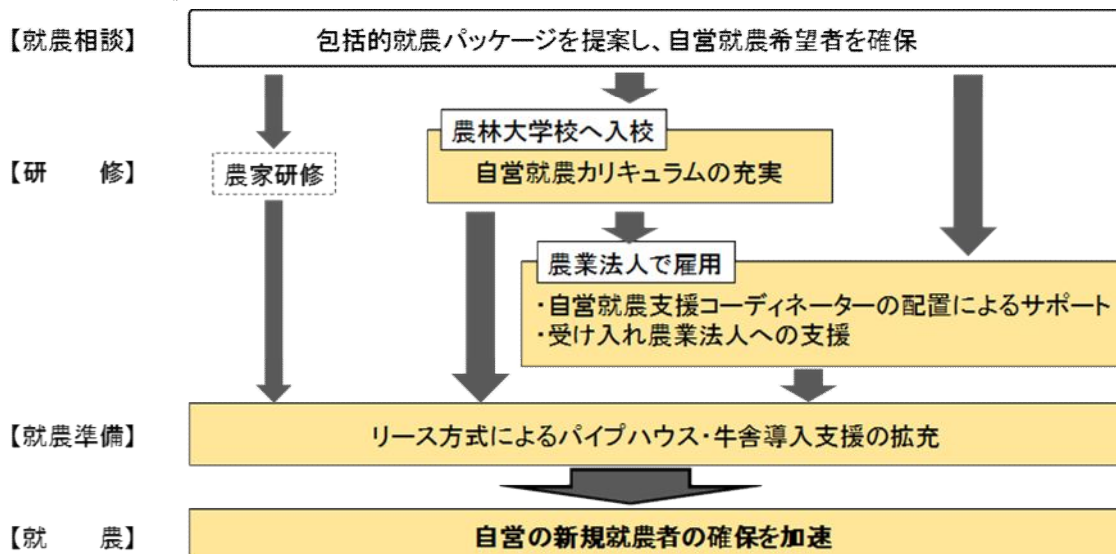 【就農相談】
包括的就農パッケージを提案し、自営就農希望者を確保
【研　　修】
農家研修
農林大学校へ入校
自営就農カリキュラムの充実
農業法人で雇用
・自営就農支援コーディネーターの配置によるサポート
・受け入れ農業法人への支援
【就農準備】
リース方式によるパイプハウス・牛舎導入支援の拡充
【就　　農】
自営の新規就農者の確保を加速